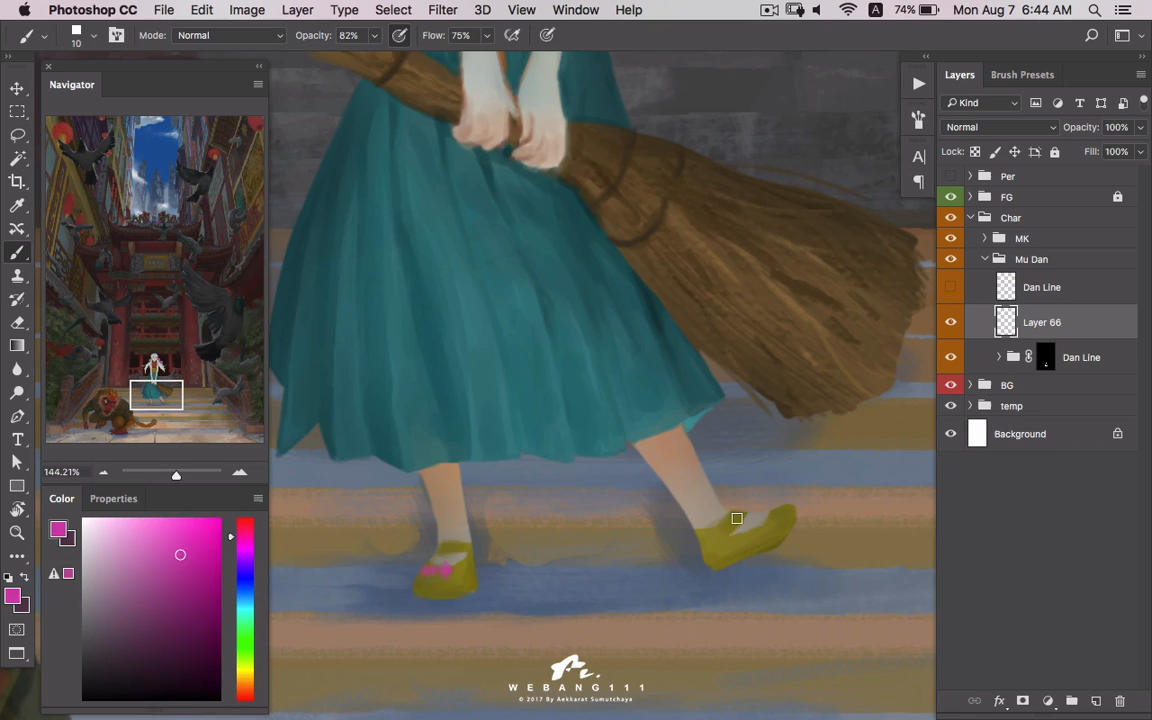 Photoshop CC File Edit Image Layer Type Select Filter 3D View Window Help A 74% Mon Aug 7 6:44 AM
10 Mode: Normal Opacity: 82% Flow: 75%
Navigator
144.21%
Color Properties
Layers Brush Presets
Kind
Normal Opacity: 100%
Lock: Fill: 100%
Per
FG
Char
MK
Mu Dan
Dan Line
Layer 66
Dan Line
BG
temp
Background
WEBANG111
© 2017 By Aekkarat Sumutchaya